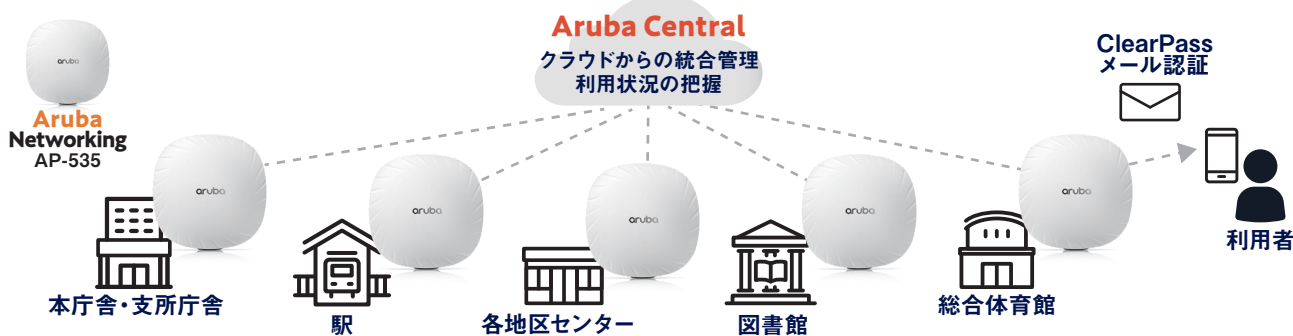 aruba
Aruba
Networking
AP-535
Aruba Central
クラウドからの統合管理
利用状況の把握
ClearPass
メール認証
aruba
aruba
aruba
aruba
aruba
本庁舎・支所庁舎
駅
各地区センター
図書館
総合体育館
利用者